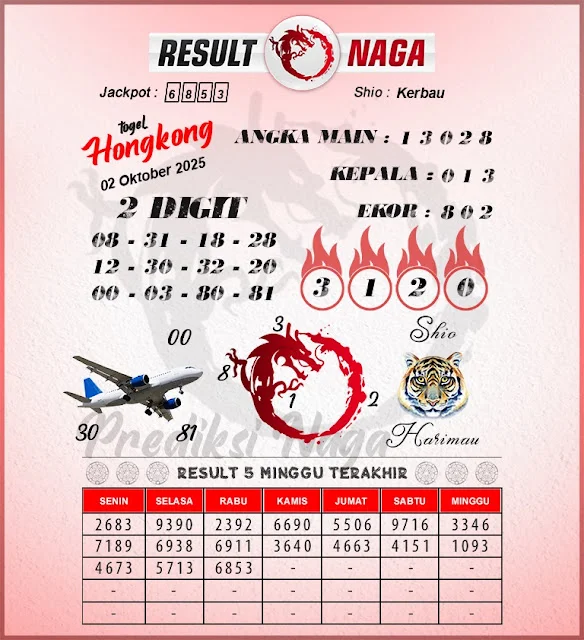 RESULT NAGA
Jackpot : 6 8 5 3
Shio : Kerbau
togel
Hongkong
02 Oktober 2025
ANGKA MAIN : 1 3 0 2 8
KEPALA : 0 1 3
EKOR : 8 0 2
2 DIGIT
08 - 31 - 18 - 28
12 - 30 - 32 - 20
00 - 03 - 80 - 81
3 1 2 0
00
30
81
3
8
1
2
Shio
Harimau
Prediksi Naga
RESULT 5 MINGGU TERAKHIR
SENIN SELASA RABU KAMIS JUMAT SABTU MINGGU
2683 9390 2392 6690 5506 9716 3346
7189 6938 6911 3640 4663 4151 1093
4673 5713 6853 - - - -
- - - - - - -
- - - - - - -